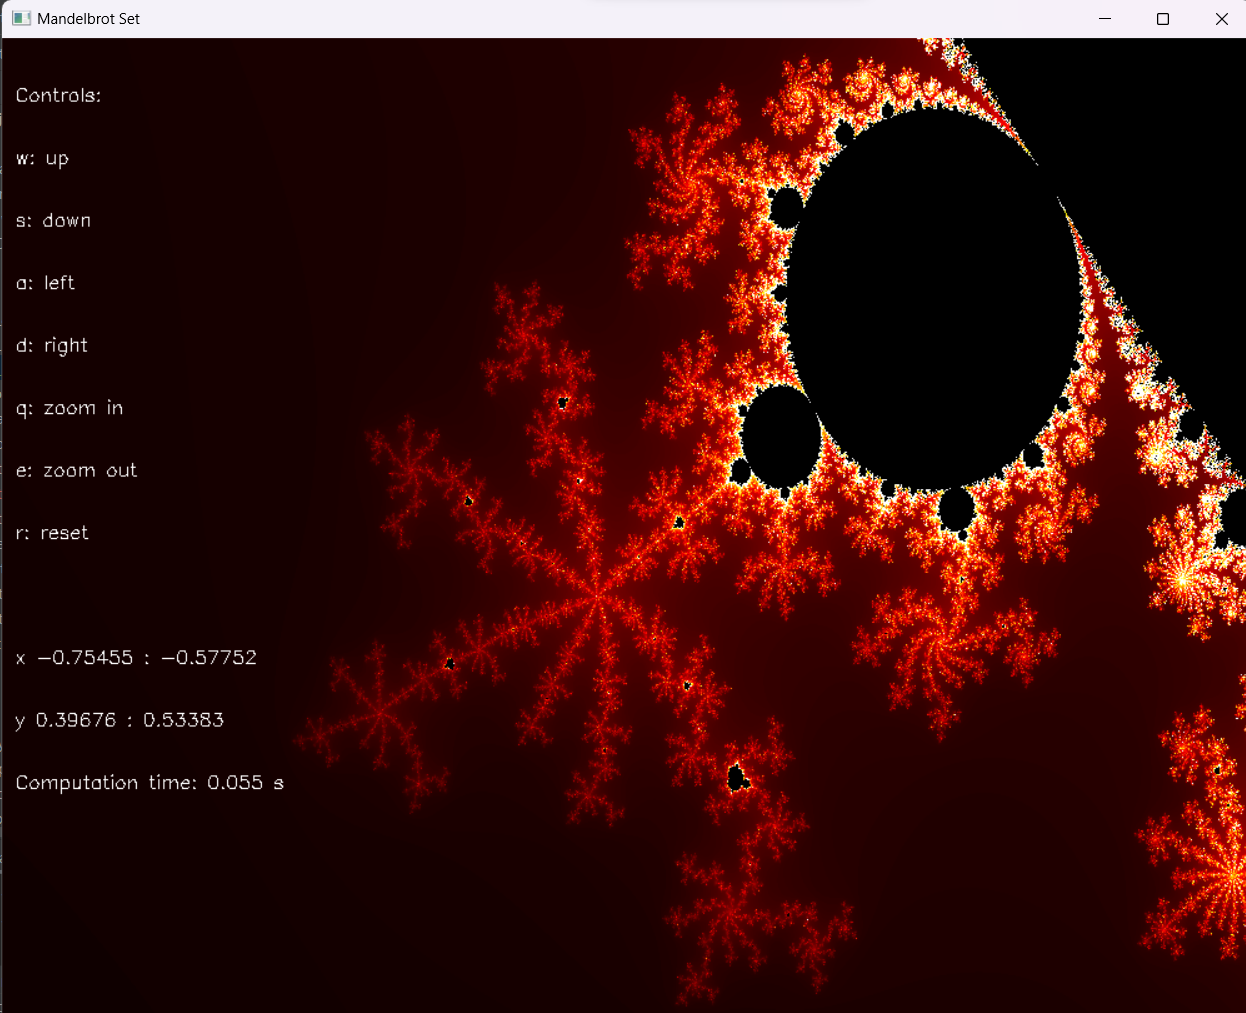 Mandelbrot Set
Controls:
w: up
s: down
a: left
d: right
q: zoom in
e: zoom out
r: reset
x −0.75455 : −0.57752
y 0.39676 : 0.53383
Computation time: 0.055 s